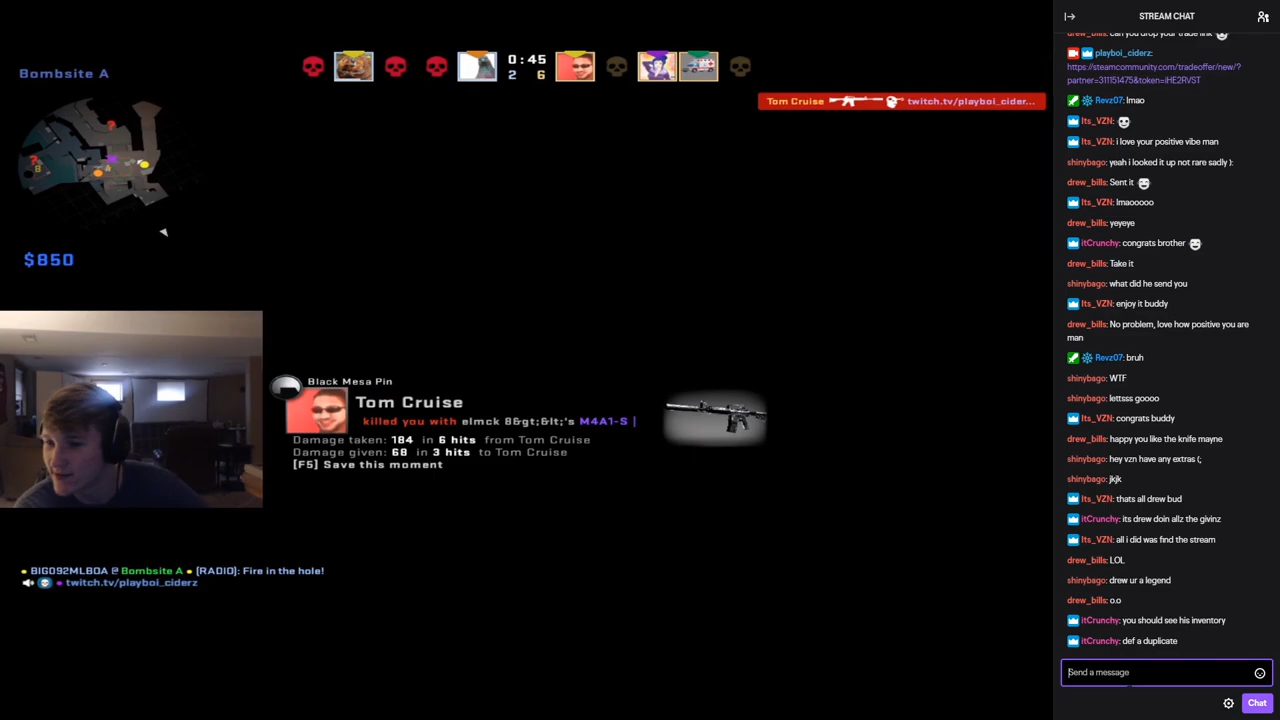 Bombsite A
0:45
2 6
Tom Cruise twitch.tv/playboi_cider...
B
A
$850
Black Mesa Pin
Tom Cruise
killed you with elmck 8&gt;&lt;'s M4A1-S |
Damage taken: 184 in 6 hits from Tom Cruise
Damage given: 68 in 3 hits to Tom Cruise
[F5] Save this moment
BIGD92MLBOA @ Bombsite A • [RADIO]: Fire in the hole!
twitch.tv/playboi_ciderz
STREAM CHAT
drew_bills: can you drop your trade link
playboi_ciderz:
https://steamcommunity.com/tradeoffer/new/?
partner=311151475&token=iHE2RVST
Revz07: lmao
Its_VZN:
Its_VZN: i love your positive vibe man
shinybago: yeah i looked it up not rare sadly ):
drew_bills: Sent it
Its_VZN: lmaooooo
drew_bills: yeyeye
itCrunchy: congrats brother
drew_bills: Take it
shinybago: what did he send you
Its_VZN: enjoy it buddy
drew_bills: No problem, love how positive you are
man
Revz07: bruh
shinybago: WTF
shinybago: lettsss goooo
Its_VZN: congrats buddy
drew_bills: happy you like the knife mayne
shinybago: hey vzn have any extras (;
shinybago: jkjk
Its_VZN: thats all drew bud
itCrunchy: its drew doin allz the givinz
Its_VZN: all i did was find the stream
drew_bills: LOL
shinybago: drew ur a legend
drew_bills: o.o
itCrunchy: you should see his inventory
itCrunchy: def a duplicate
Send a message
Chat